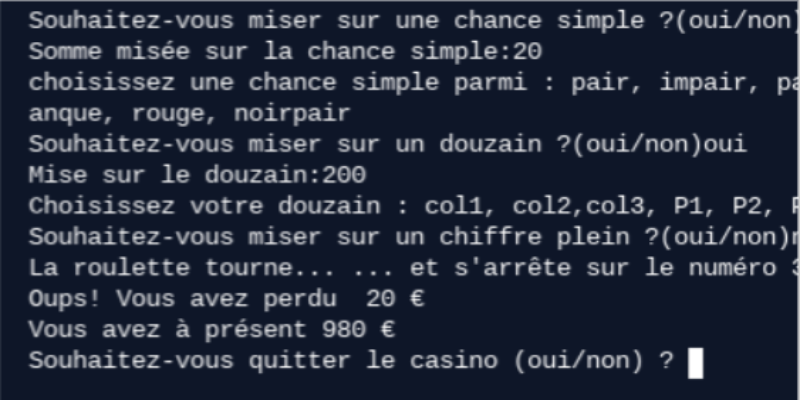 Souhaitez-vous miser sur une chance simple ?(oui/non)
Somme misée sur la chance simple:20
choisissez une chance simple parmi : pair, impair,
anque, rouge, noirpair
Souhaitez-vous miser sur un douzain ?(oui/non)oui
Mise sur le douzain:200
Choisissez votre douzain : col1, col2,col3, P1, P2,
Souhaitez-vous miser sur un chiffre plein ?(oui/non)
La roulette tourne... ... et s'arrête sur le numéro
Oups! Vous avez perdu  20 €
Vous avez à présent 980 €
Souhaitez-vous quitter le casino (oui/non) ?